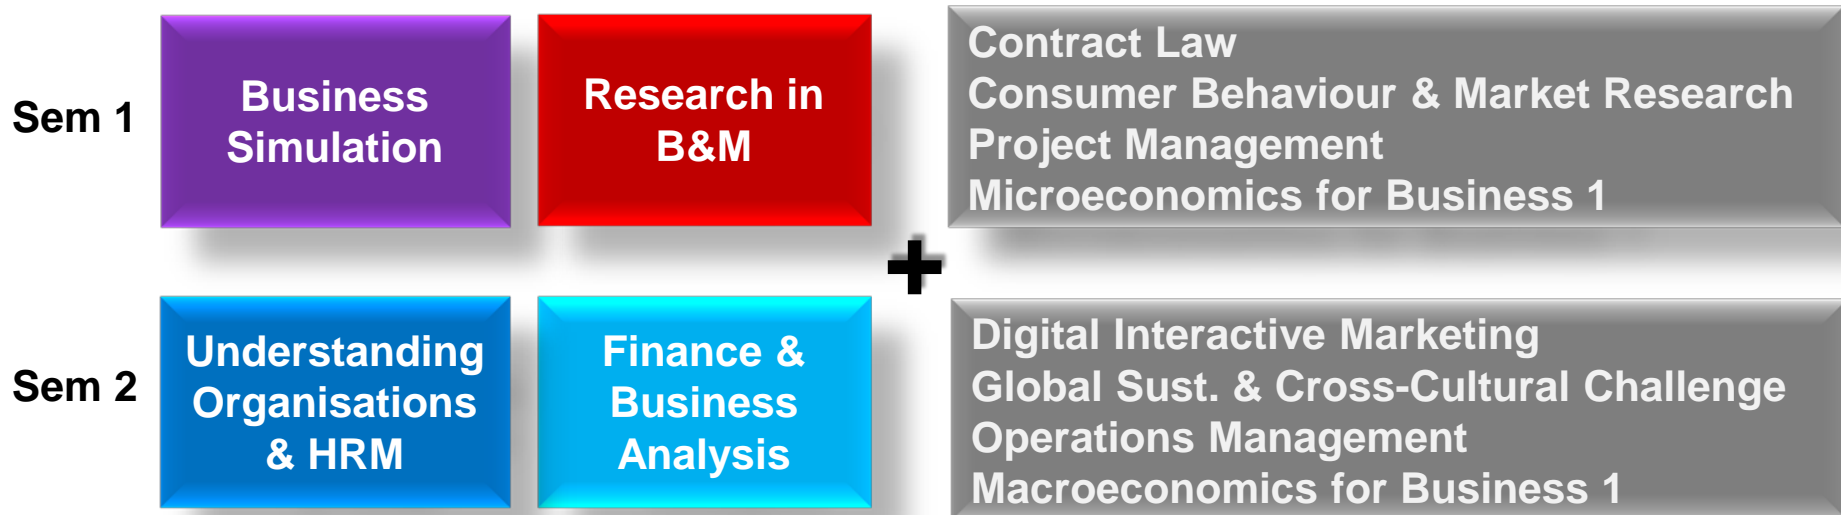 Sem 1
Business
Simulation
Research in
B&M
Contract Law
Consumer Behaviour & Market Research
Project Management
Microeconomics for Business 1
+
Sem 2
Understanding
Organisations
& HRM
Finance &
Business
Analysis
Digital Interactive Marketing
Global Sust. & Cross-Cultural Challenge
Operations Management
Macroeconomics for Business 1